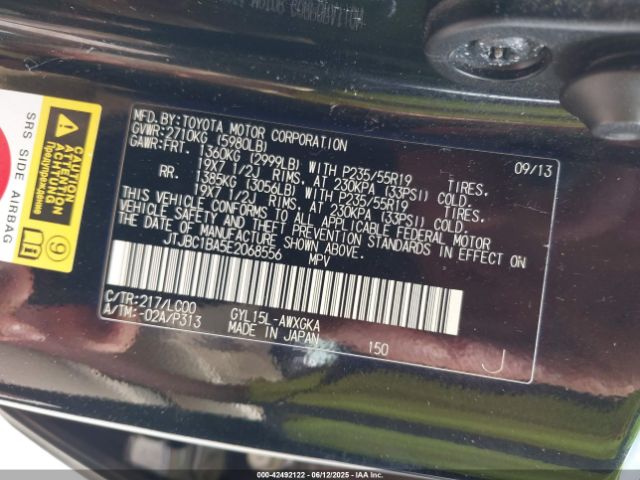 MFD. BY: TOYOTA MOTOR CORPORATION 09/13
GVWR: 2710KG (5980LB)
GAWR: FRT. 1360KG (2999LB) WITH P235/55R19 TIRES.
19X7 1/2J RIMS. AT 230KPA (33PSI) COLD.
RR. 1385KG (3056LB) WITH P235/55R19 TIRES.
19X7 1/2J RIMS. AT 230KPA (33PSI) COLD.
THIS VEHICLE CONFORMS TO ALL APPLICABLE FEDERAL MOTOR
VEHICLE SAFETY AND THEFT PREVENTION STANDARDS IN EFFECT ON
THE DATE OF MANUFACTURE SHOWN ABOVE.
JTJBC1BA5E2068556 MPV
C/TR: 217/LC00 GYL15L-AWXGKA
A/TM: -02A/P313 MADE IN JAPAN 150 J
SRS SIDE AIRBAG
ATTENTION
ACHTUNG
Предупреждение
9
000-42492122 - 06/12/2025 - IAA Inc.